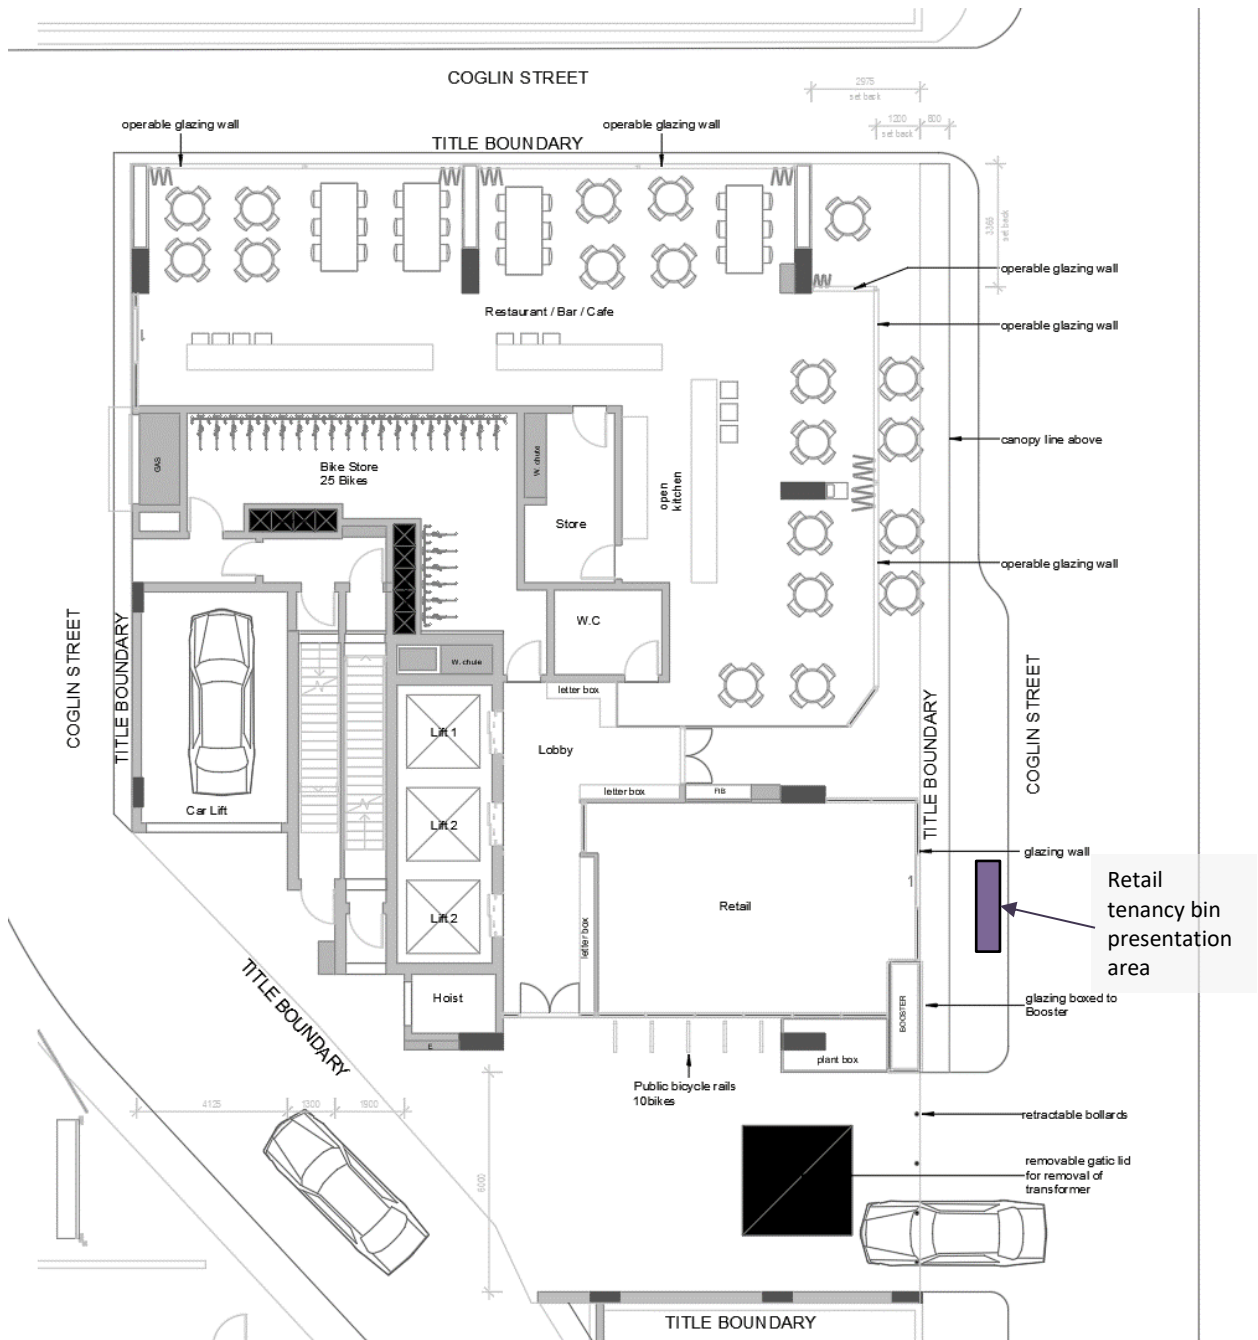 COGLIN STREET
2975
set back
operable glazing wall
operable glazing wall
1200
800
set back
TITLE BOUNDARY
3365
set back
operable glazing wall
Restaurant / Bar / Cafe
operable glazing wall
canopy line above
GAS
Bike Store
25 Bikes
W. chute
open
kitchen
Store
operable glazing wall
COGLIN STREET
TITLE BOUNDARY
W.C
W. chute
letter box
COGLIN STREET
TITLE BOUNDARY
Lift 1
Lobby
letter box
FIB
Car Lift
Lift 2
glazing wall
1
Retail
tenancy bin
presentation
area
Retail
Lift 2
letter box
TITLE BOUNDARY
Hoist
BOOSTER
glazing boxed to
Booster
E
plant box
Public bicycle rails
10bikes
4125
1300
1900
retractable bollards
6000
removable gatic lid
for removal of
transformer
TITLE BOUNDARY